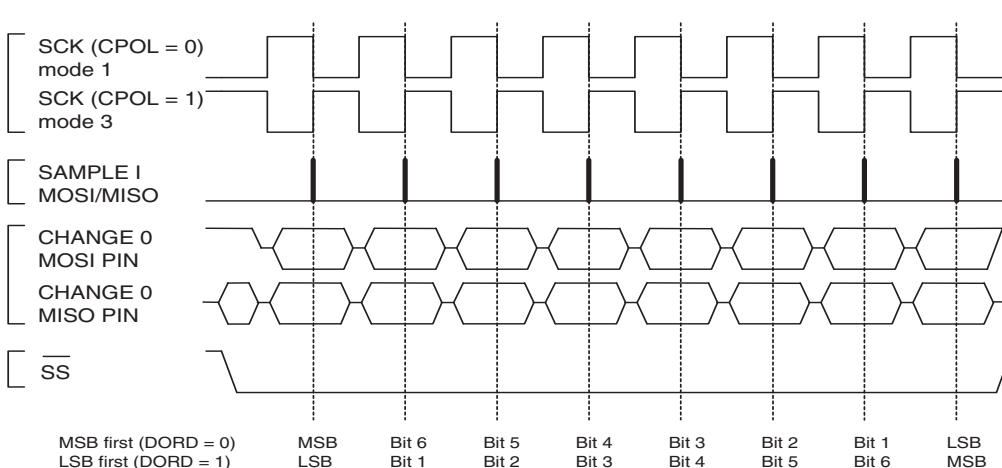 SCK (CPOL = 0)
mode 1
SCK (CPOL = 1)
mode 3
SAMPLE I
MOSI/MISO
CHANGE 0
MOSI PIN
CHANGE 0
MISO PIN
SS
MSB first (DORD = 0) MSB Bit 6 Bit 5 Bit 4 Bit 3 Bit 2 Bit 1 LSB
LSB first (DORD = 1) LSB Bit 1 Bit 2 Bit 3 Bit 4 Bit 5 Bit 6 MSB